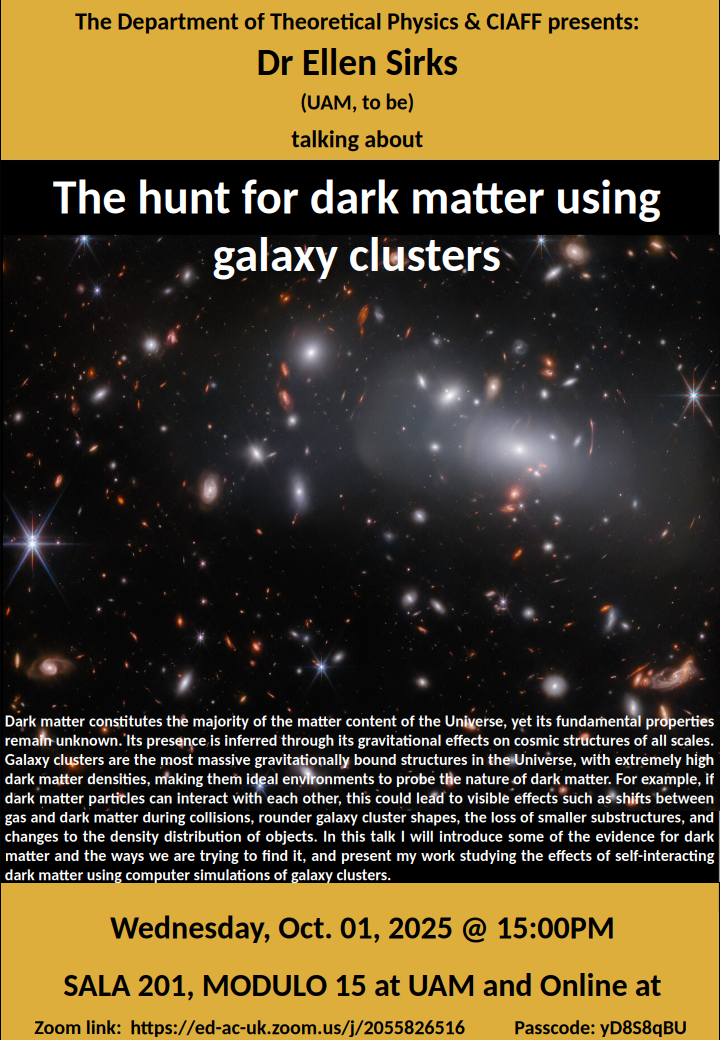 The Department of Theoretical Physics & CIAFF presents:
Dr Ellen Sirks
(UAM, to be)
talking about
The hunt for dark matter using
galaxy clusters
Dark matter constitutes the majority of the matter content of the Universe, yet its fundamental properties
remain unknown. Its presence is inferred through its gravitational effects on cosmic structures of all scales.
Galaxy clusters are the most massive gravitationally bound structures in the Universe, with extremely high
dark matter densities, making them ideal environments to probe the nature of dark matter. For example, if
dark matter particles can interact with each other, this could lead to visible effects such as shifts between
gas and dark matter during collisions, rounder galaxy cluster shapes, the loss of smaller substructures, and
changes to the density distribution of objects. In this talk I will introduce some of the evidence for dark
matter and the ways we are trying to find it, and present my work studying the effects of self-interacting
dark matter using computer simulations of galaxy clusters.
Wednesday, Oct. 01, 2025 @ 15:00PM
SALA 201, MODULO 15 at UAM and Online at
Zoom link: https://ed-ac-uk.zoom.us/j/2055826516 Passcode: yD8S8qBU